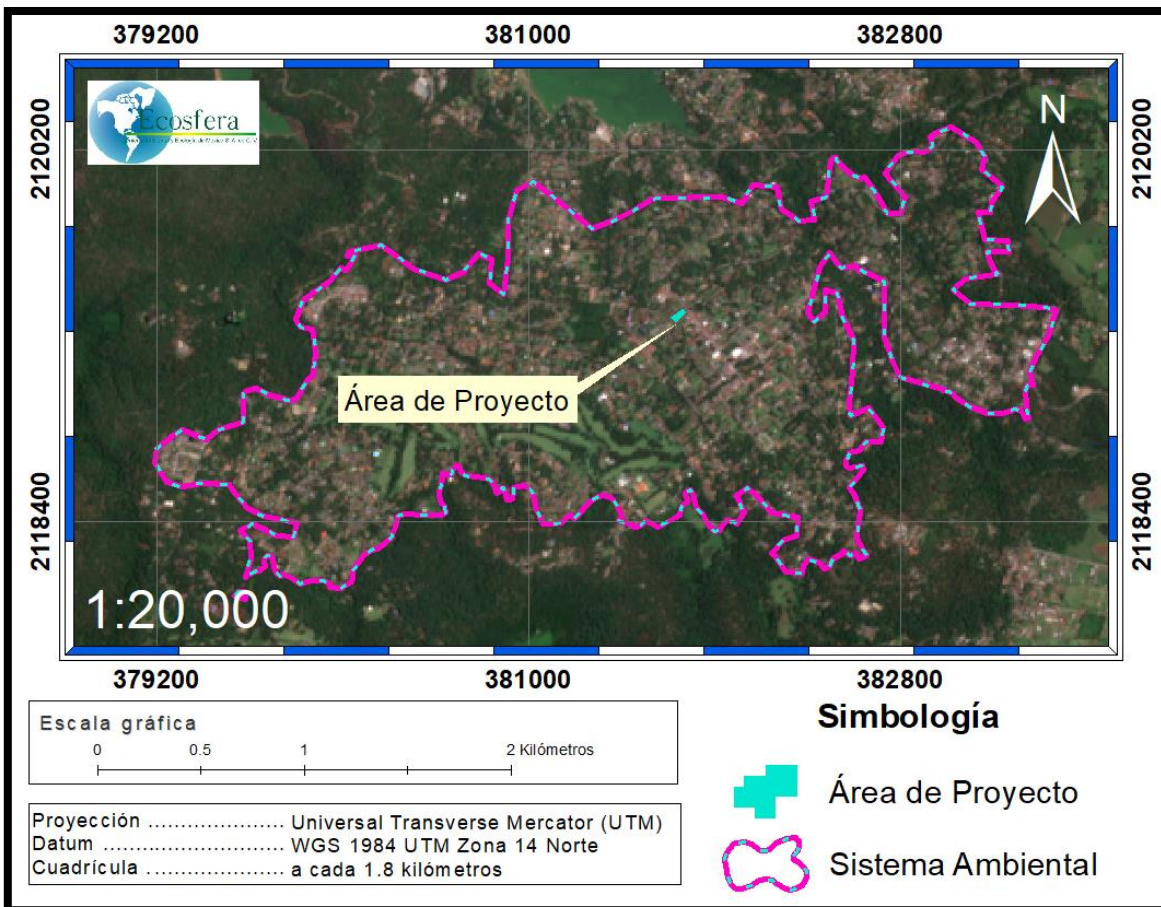 379200 381000 382800
2120200 2120200
Ecosfera
N
Área de Proyecto
2118400 2118400
1:20,000
379200 381000 382800
Escala gráfica
0 0.5 1 2 Kilómetros
Proyección ...................... Universal Transverse Mercator (UTM)
Datum ............................ WGS 1984 UTM Zona 14 Norte
Cuadrícula ...................... a cada 1.8 kilómetros
Simbología
Área de Proyecto
Sistema Ambiental